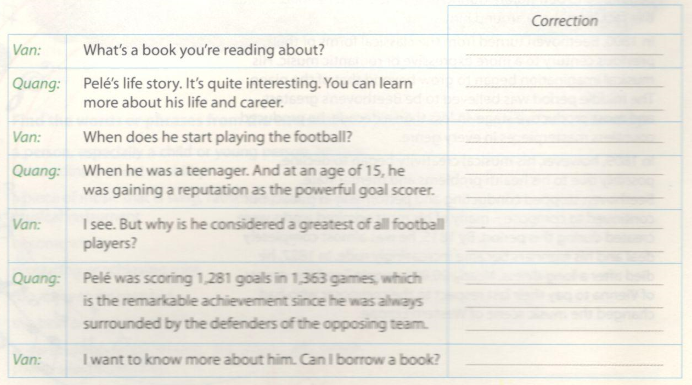 Correction
Van: What's a book you're reading about?
Quang: Pelé's life story. It's quite interesting. You can learn
more about his life and career.
Van: When does he start playing the football?
Quang: When he was a teenager. And at an age of 15, he
was gaining a reputation as the powerful goal scorer.
Van: I see. But why is he considered a greatest of all football
players?
Quang: Pelé was scoring 1,281 goals in 1,363 games, which
is the remarkable achievement since he was always
surrounded by the defenders of the opposing team.
Van: I want to know more about him. Can I borrow a book?